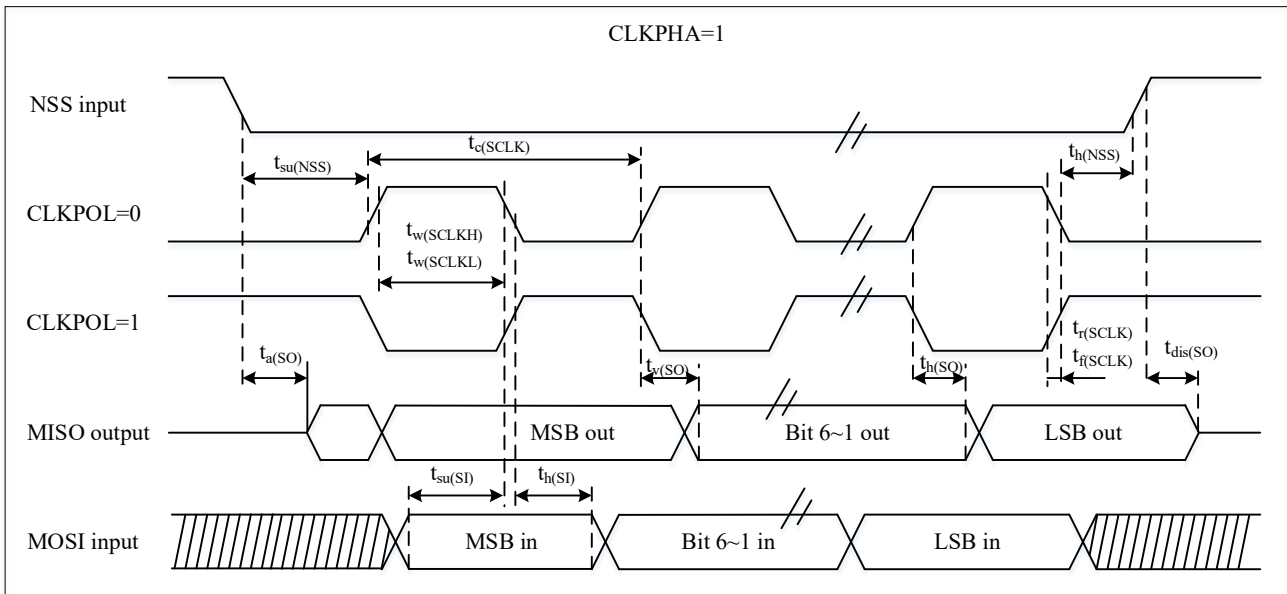 CLKPHA=1
NSS input
tc(SCLK)
tsu(NSS)
th(NSS)
CLKPOL=0
tw(SCLKH)
tw(SCLKL)
CLKPOL=1
ta(SO)
tv(SO)
th(SO)
tr(SCLK)
tf(SCLK)
tdis(SO)
MISO output
MSB out
Bit 6~1 out
LSB out
tsu(SI)
th(SI)
MOSI input
MSB in
Bit 6~1 in
LSB in